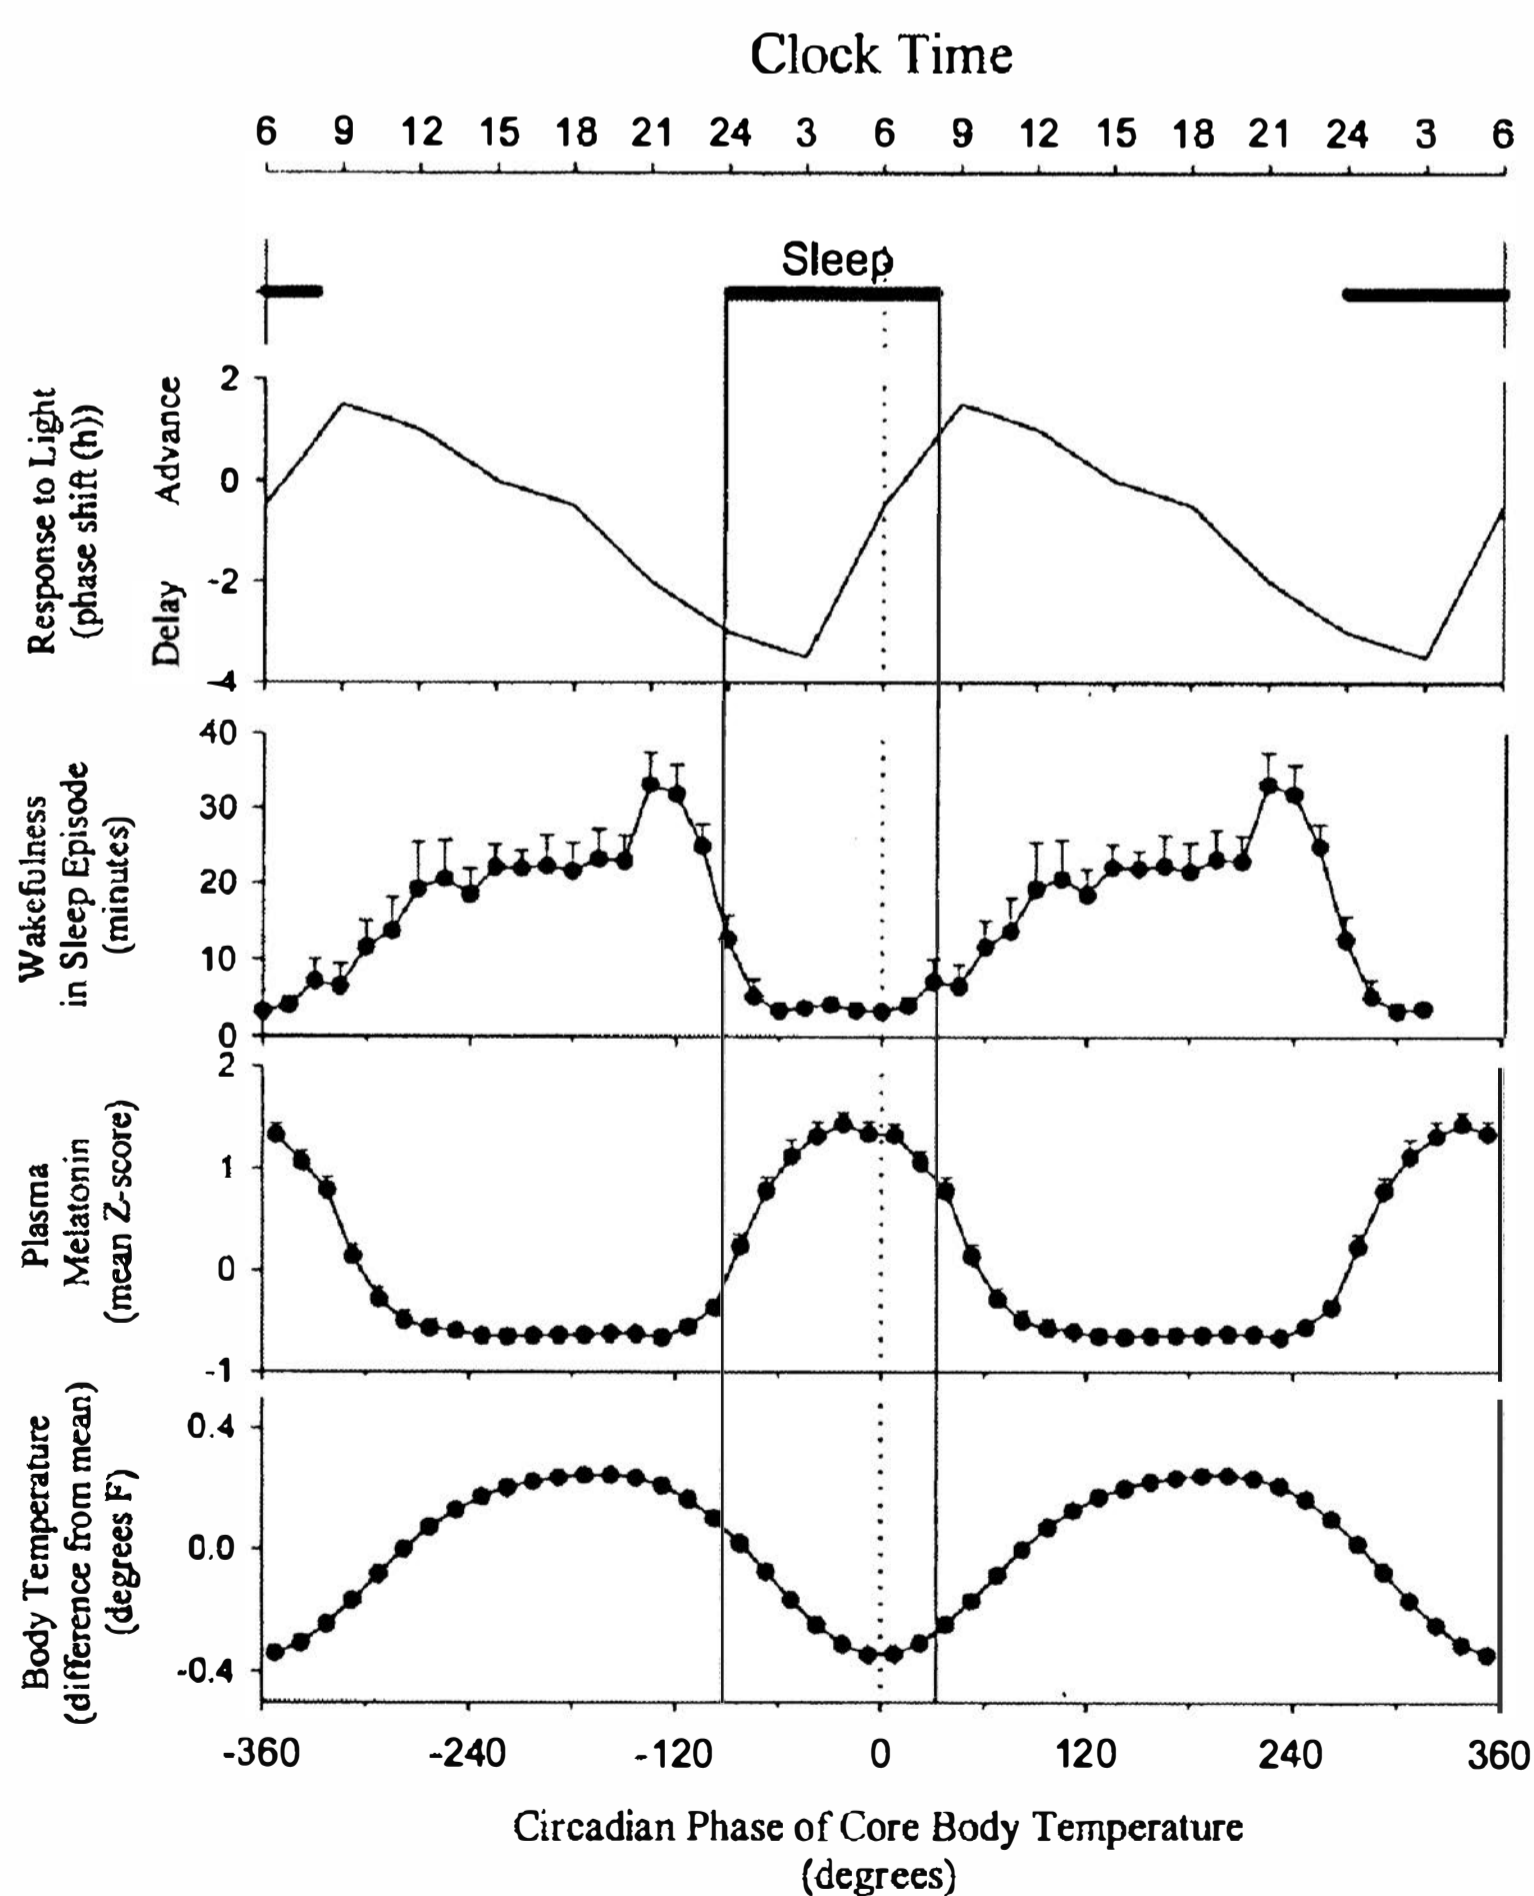 Clock Time
6 9 12 15 18 21 24 3 6 9 12 15 18 21 24 3 6
Sleep
Response to Light
(phase shift (h))
Delay Advance
2
0
-2
-4
Wakefulness
in Sleep Episode
(minutes)
40
30
20
10
0
Plasma
Melatonin
(mean Z-score)
2
1
0
-1
Body Temperature
(difference from mean)
(degrees F)
0.4
0.0
-0.4
-360 -240 -120 0 120 240 360
Circadian Phase of Core Body Temperature
(degrees)